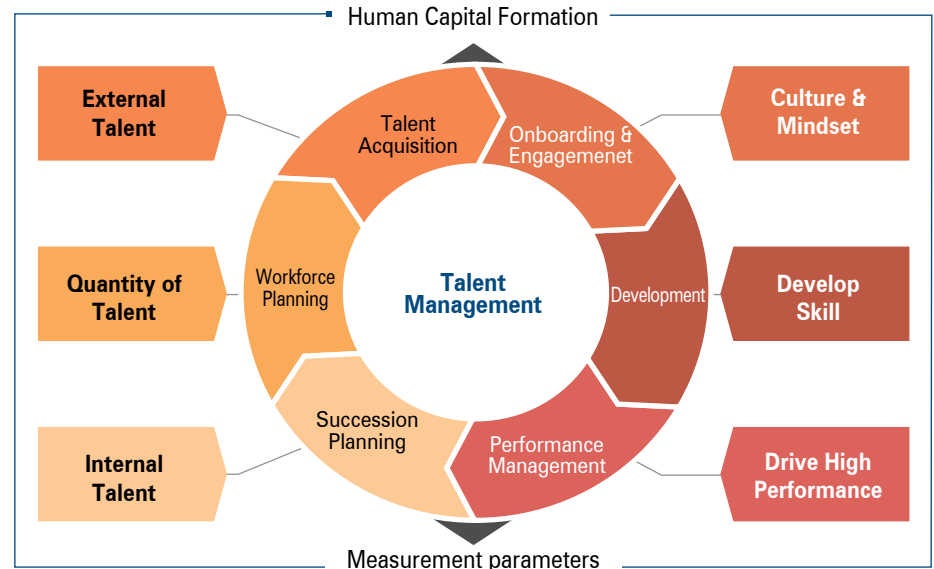 Human Capital Formation
External
Talent
Talent
Acquisition
Onboarding &
Engagemenet
Culture &
Mindset
Quantity of
Talent
Workforce
Planning
Talent
Management
Development
Develop
Skill
Internal
Talent
Succession
Planning
Performance
Management
Drive High
Performance
Measurement parameters